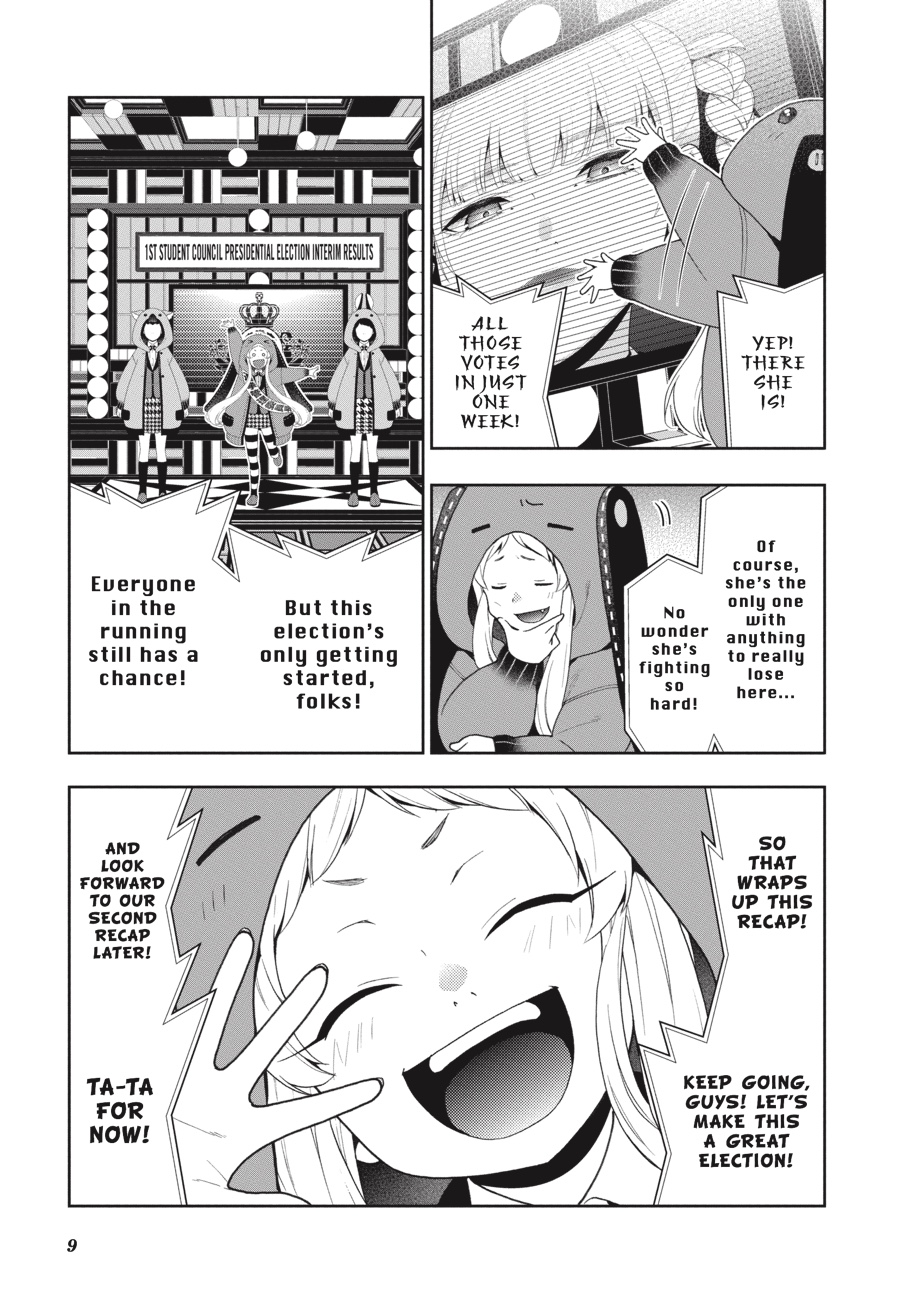 YEP!
THERE
SHE
IS!
ALL
THOSE
VOTES
IN JUST
ONE
WEEK!
Of
course,
she's the
only one
with
anything
to really
lose
here...
No
wonder
she's
fighting
so
hard!
1ST STUDENT COUNCIL PRESIDENTIAL ELECTION INTERIM RESULTS
But this
election's
only getting
started,
folks!
Everyone
in the
running
still has a
chance!
SO
THAT
WRAPS
UP THIS
RECAP!
KEEP GOING,
GUYS! LET'S
MAKE THIS
A GREAT
ELECTION!
AND
LOOK
FORWARD
TO OUR
SECOND
RECAP
LATER!
TA-TA
FOR
NOW!
9